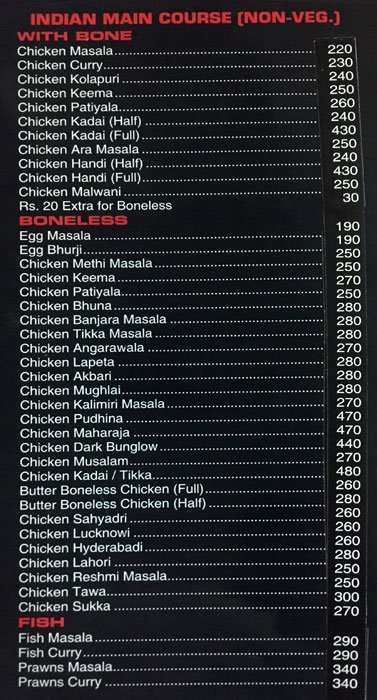 INDIAN MAIN COURSE (NON-VEG.)
WITH BONE
Chicken Masala
Chicken Curry
Chicken Kolapuri
Chicken Keema
Chicken Patiyala
Chicken Kadai (Half)
Chicken Kadai (Full)
Chicken Ara Masala
Chicken Handi (Half)
Chicken Handi (Full)
Chicken Malwani
Rs. 20 Extra for Boneless
BONELESS
Egg Masala
Egg Bhurji
Chicken Methi Masala
Chicken Keema
Chicken Patiyala
Chicken Bhuna
Chicken Banjara Masala
Chicken Tikka Masala
Chicken Angarawala
Chicken Lapeta
Chicken Akbari
Chicken Mughlai
Chicken Kalimiri Masala
Chicken Pudhina
Chicken Maharaja
Chicken Dark Bunglow
Chicken Musalam
Chicken Kadai / Tikka
Butter Boneless Chicken (Full)
Butter Boneless Chicken (Half)
Chicken Sahyadri
Chicken Lucknowi
Chicken Hyderabadi
Chicken Lahori
Chicken Reshmi Masala
Chicken Tawa
Chicken Sukka
FISH
Fish Masala
Fish Curry
Prawns Masala
Prawns Curry
220
230
240
250
260
240
430
250
240
430
250
30
190
190
250
250
270
250
280
280
280
270
280
280
280
270
470
470
440
270
480
260
280
260
260
260
280
250
250
300
270
290
290
340
340